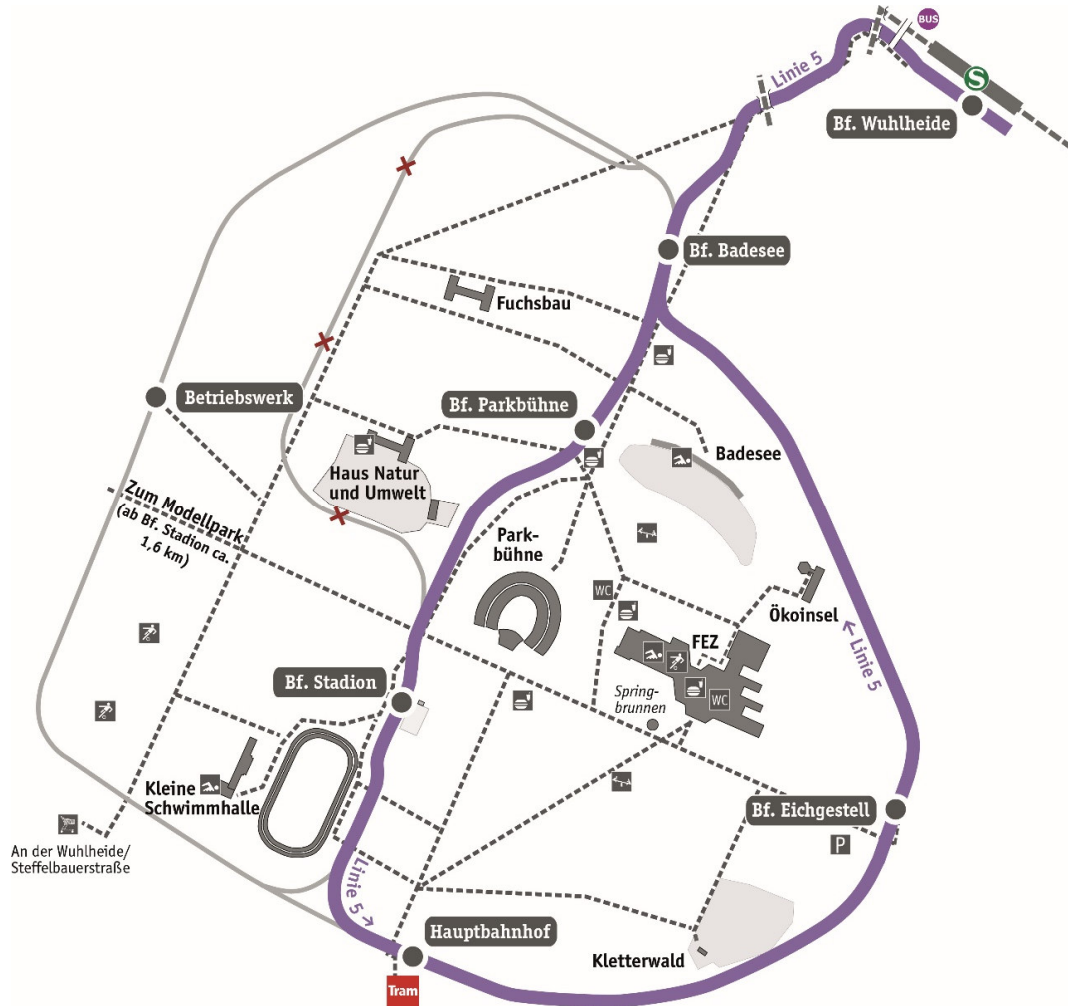 BUS
Linie 5
S
Bf. Wuhlheide
Bf. Badesee
Fuchsbau
Betriebswerk
Bf. Parkbühne
Badesee
Haus Natur
und Umwelt
Zum Modellpark
(ab Bf. Stadion ca.
1,6 km)
Park-
bühne
WC
Ökoinsel
FEZ
← Linie 5
Bf. Stadion
WC
Spring-
brunnen
Kleine
Schwimmhalle
Bf. Eichgestell
P
An der Wuhlheide/
Steffelbauerstraße
Linie 5 →
Hauptbahnhof
Kletterwald
Tram